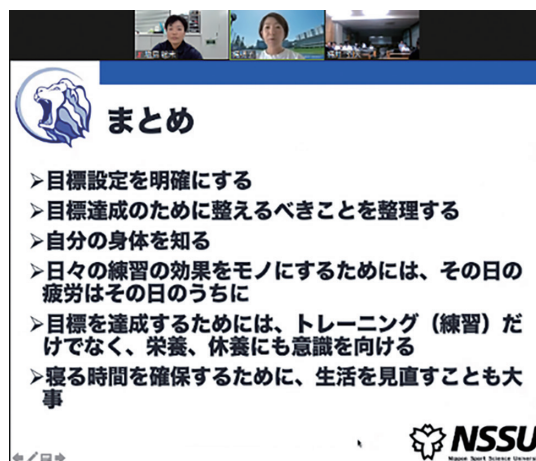 まとめ
➢目標設定を明確にする
➢目標達成のために整えるべきことを整理する
➢自分の身体を知る
➢日々の練習の効果をモノにするためには、その日の
疲労はその日のうちに
➢目標を達成するためには、トレーニング（練習）だ
けでなく、栄養、休養にも意識を向ける
➢寝る時間を確保するために、生活を見直すことも大
事
NSSU
Nippon Sport Science Universi